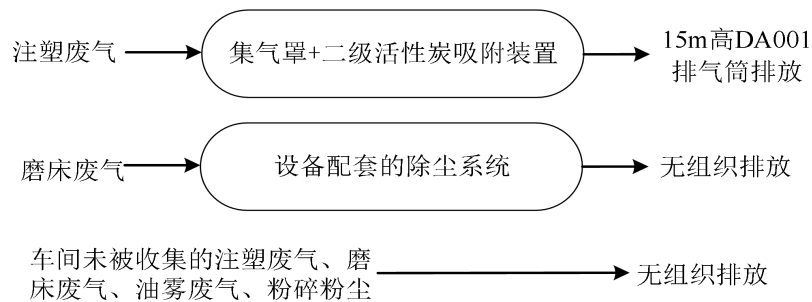 注塑废气
集气罩+二级活性炭吸附装置
15m高DA001
排气筒排放
磨床废气
设备配套的除尘系统
无组织排放
车间未被收集的注塑废气、磨
床废气、油雾废气、粉碎粉尘
无组织排放